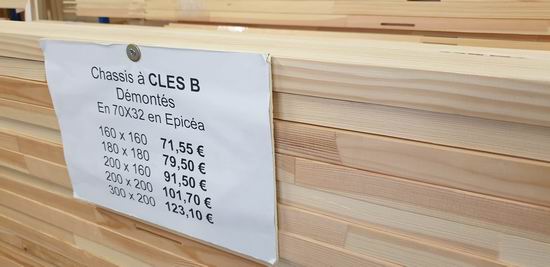 Chassis à CLES B
Démontés
En 70X32 en Epicéa
160 x 160 71,55 €
180 x 180 79,50 €
200 x 160 91,50 €
200 x 200 101,70 €
300 x 200 123,10 €